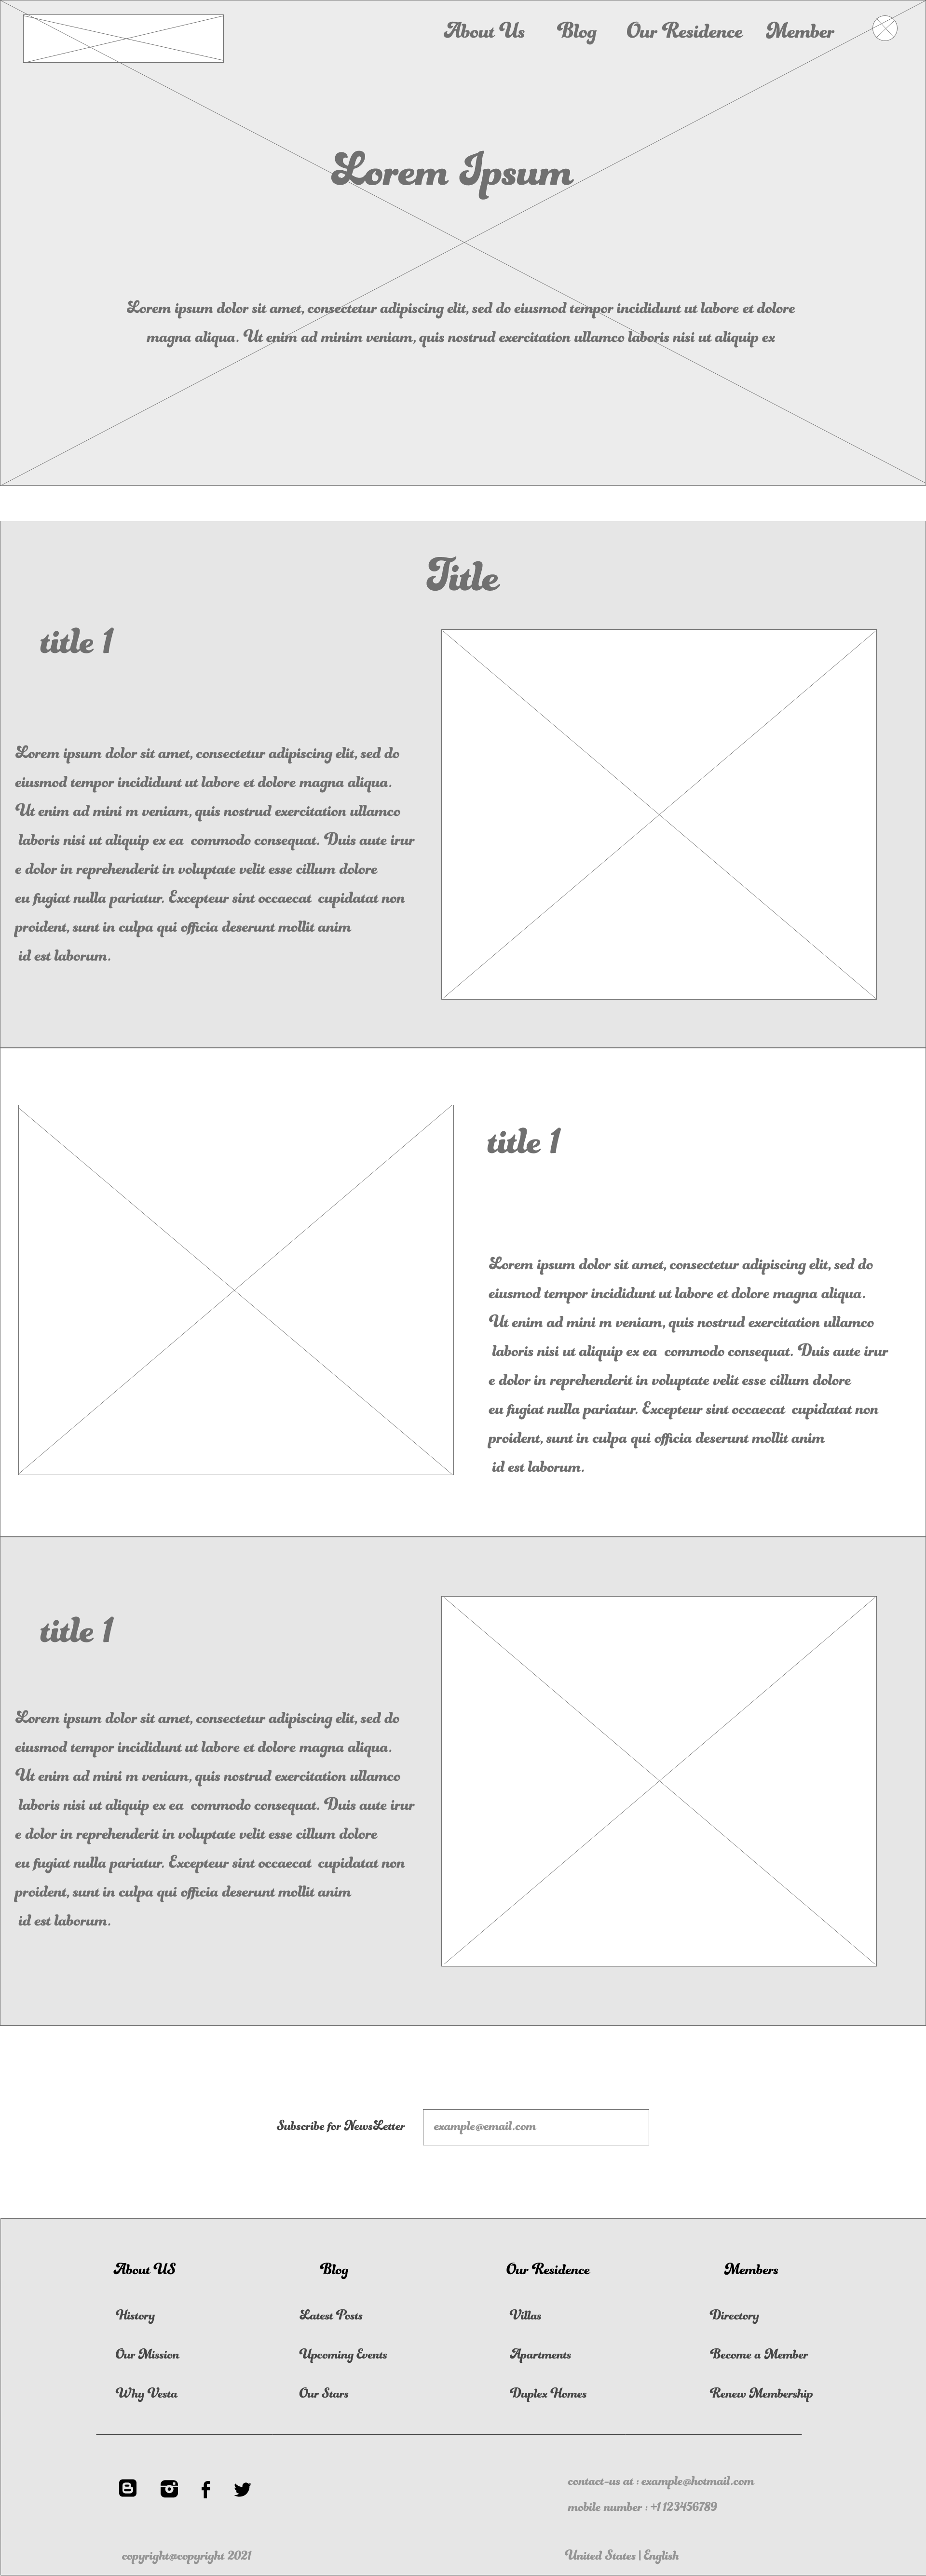 About Us Blog Our Residence Member
Lorem Ipsum
Lorem ipsum dolor sit amet, consectetur adipiscing elit, sed do eiusmod tempor incididunt ut labore et dolore
magna aliqua. Ut enim ad minim veniam, quis nostrud exercitation ullamco laboris nisi ut aliquip ex
Title
title 1
Lorem ipsum dolor sit amet, consectetur adipiscing elit, sed do
eiusmod tempor incididunt ut labore et dolore magna aliqua.
Ut enim ad mini m veniam, quis nostrud exercitation ullamco
laboris nisi ut aliquip ex ea commodo consequat. Duis aute irur
e dolor in reprehenderit in voluptate velit esse cillum dolore
eu fugiat nulla pariatur. Excepteur sint occaecat cupidatat non
proident, sunt in culpa qui officia deserunt mollit anim
id est laborum.
title 1
Lorem ipsum dolor sit amet, consectetur adipiscing elit, sed do
eiusmod tempor incididunt ut labore et dolore magna aliqua.
Ut enim ad mini m veniam, quis nostrud exercitation ullamco
laboris nisi ut aliquip ex ea commodo consequat. Duis aute irur
e dolor in reprehenderit in voluptate velit esse cillum dolore
eu fugiat nulla pariatur. Excepteur sint occaecat cupidatat non
proident, sunt in culpa qui officia deserunt mollit anim
id est laborum.
title 1
Lorem ipsum dolor sit amet, consectetur adipiscing elit, sed do
eiusmod tempor incididunt ut labore et dolore magna aliqua.
Ut enim ad mini m veniam, quis nostrud exercitation ullamco
laboris nisi ut aliquip ex ea commodo consequat. Duis aute irur
e dolor in reprehenderit in voluptate velit esse cillum dolore
eu fugiat nulla pariatur. Excepteur sint occaecat cupidatat non
proident, sunt in culpa qui officia deserunt mollit anim
id est laborum.
Subscribe for NewsLetter example@email.com
About US Blog Our Residence Members
History Latest Posts Villas Directory
Our Mission Upcoming Events Apartments Become a Member
Why Vesta Our Stars Duplex Homes Renew Membership
contact-us at : example@hotmail.com
mobile number : +1 123456789
copyright@copyright 2021 United States | English